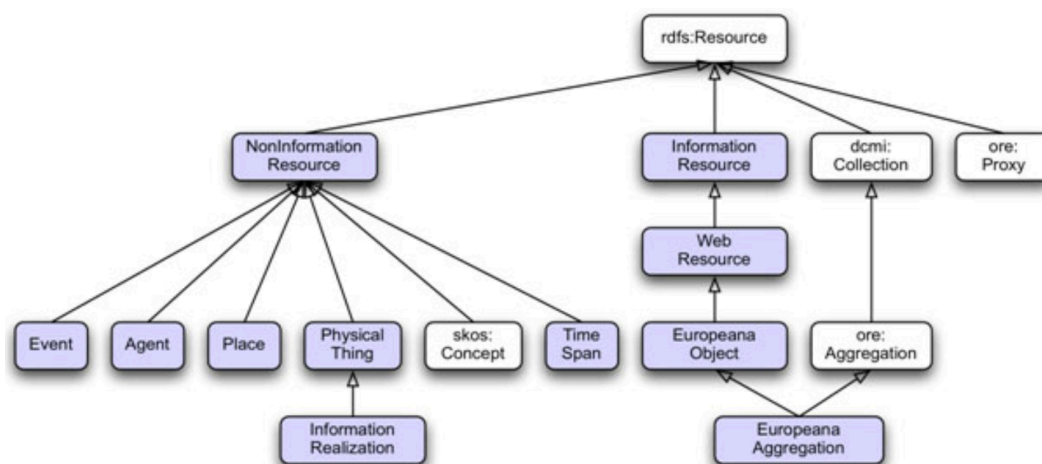 rdfs:Resource
NonInformation
Resource
Information
Resource
dcmi:
Collection
ore:
Proxy
Web
Resource
Event
Agent
Place
Physical
Thing
skos:
Concept
Time
Span
Europeana
Object
ore:
Aggregation
Information
Realization
Europeana
Aggregation